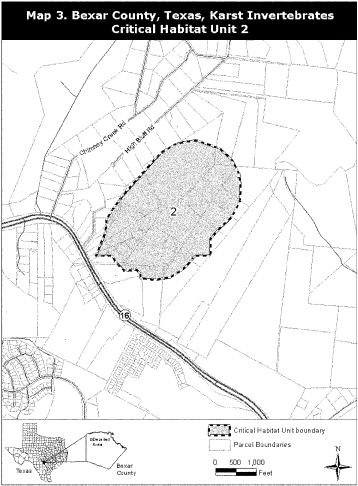 Map 3. Bexar County, Texas, Karst Invertebrates
Critical Habitat Unit 2
Chimney Creek Rd
High Bluff Rd
2
16
Detailed
Area
Texas
Bexar
County
Critical Habitat Unit boundary
Parcel Boundaries
0 500 1,000
Feet
N